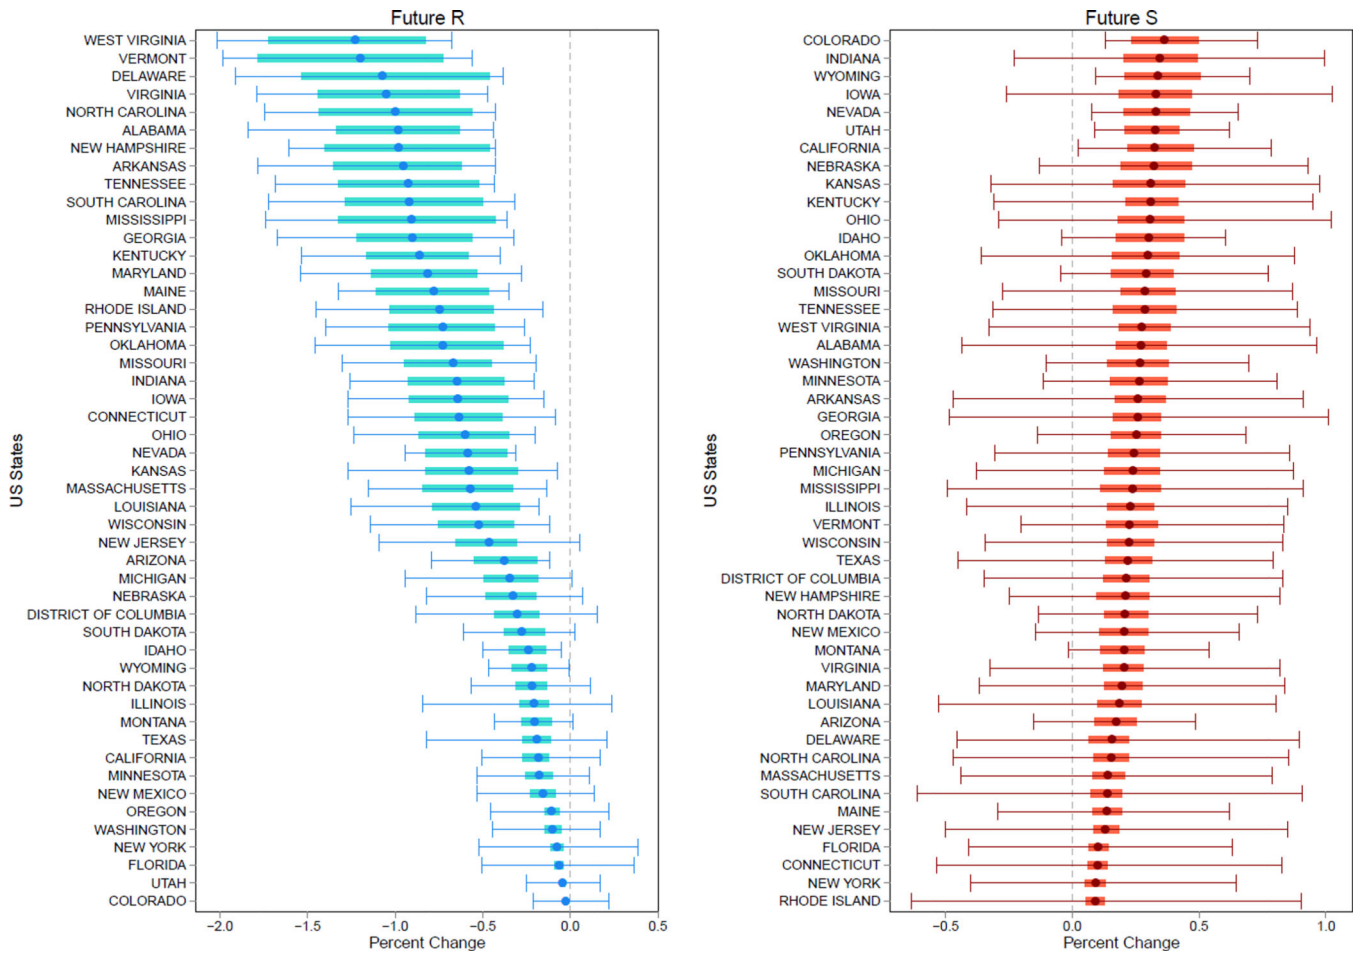 Future R
WEST VIRGINIA
VERMONT
DELAWARE
VIRGINIA
NORTH CAROLINA
ALABAMA
NEW HAMPSHIRE
ARKANSAS
TENNESSEE
SOUTH CAROLINA
MISSISSIPPI
GEORGIA
KENTUCKY
MARYLAND
MAINE
RHODE ISLAND
PENNSYLVANIA
OKLAHOMA
MISSOURI
INDIANA
IOWA
CONNECTICUT
OHIO
NEVADA
KANSAS
MASSACHUSETTS
LOUISIANA
WISCONSIN
NEW JERSEY
ARIZONA
MICHIGAN
NEBRASKA
DISTRICT OF COLUMBIA
SOUTH DAKOTA
IDAHO
WYOMING
NORTH DAKOTA
ILLINOIS
MONTANA
TEXAS
CALIFORNIA
MINNESOTA
NEW MEXICO
OREGON
WASHINGTON
NEW YORK
FLORIDA
UTAH
COLORADO
US States
−2.0 −1.5 −1.0 −0.5 0.0 0.5
Percent Change
Future S
COLORADO
INDIANA
WYOMING
IOWA
NEVADA
UTAH
CALIFORNIA
NEBRASKA
KANSAS
KENTUCKY
OHIO
IDAHO
OKLAHOMA
SOUTH DAKOTA
MISSOURI
TENNESSEE
WEST VIRGINIA
ALABAMA
WASHINGTON
MINNESOTA
ARKANSAS
GEORGIA
OREGON
PENNSYLVANIA
MICHIGAN
MISSISSIPPI
ILLINOIS
VERMONT
WISCONSIN
TEXAS
DISTRICT OF COLUMBIA
NEW HAMPSHIRE
NORTH DAKOTA
NEW MEXICO
MONTANA
VIRGINIA
MARYLAND
LOUISIANA
ARIZONA
DELAWARE
NORTH CAROLINA
MASSACHUSETTS
SOUTH CAROLINA
MAINE
NEW JERSEY
FLORIDA
CONNECTICUT
NEW YORK
RHODE ISLAND
US States
−0.5 0.0 0.5 1.0
Percent Change